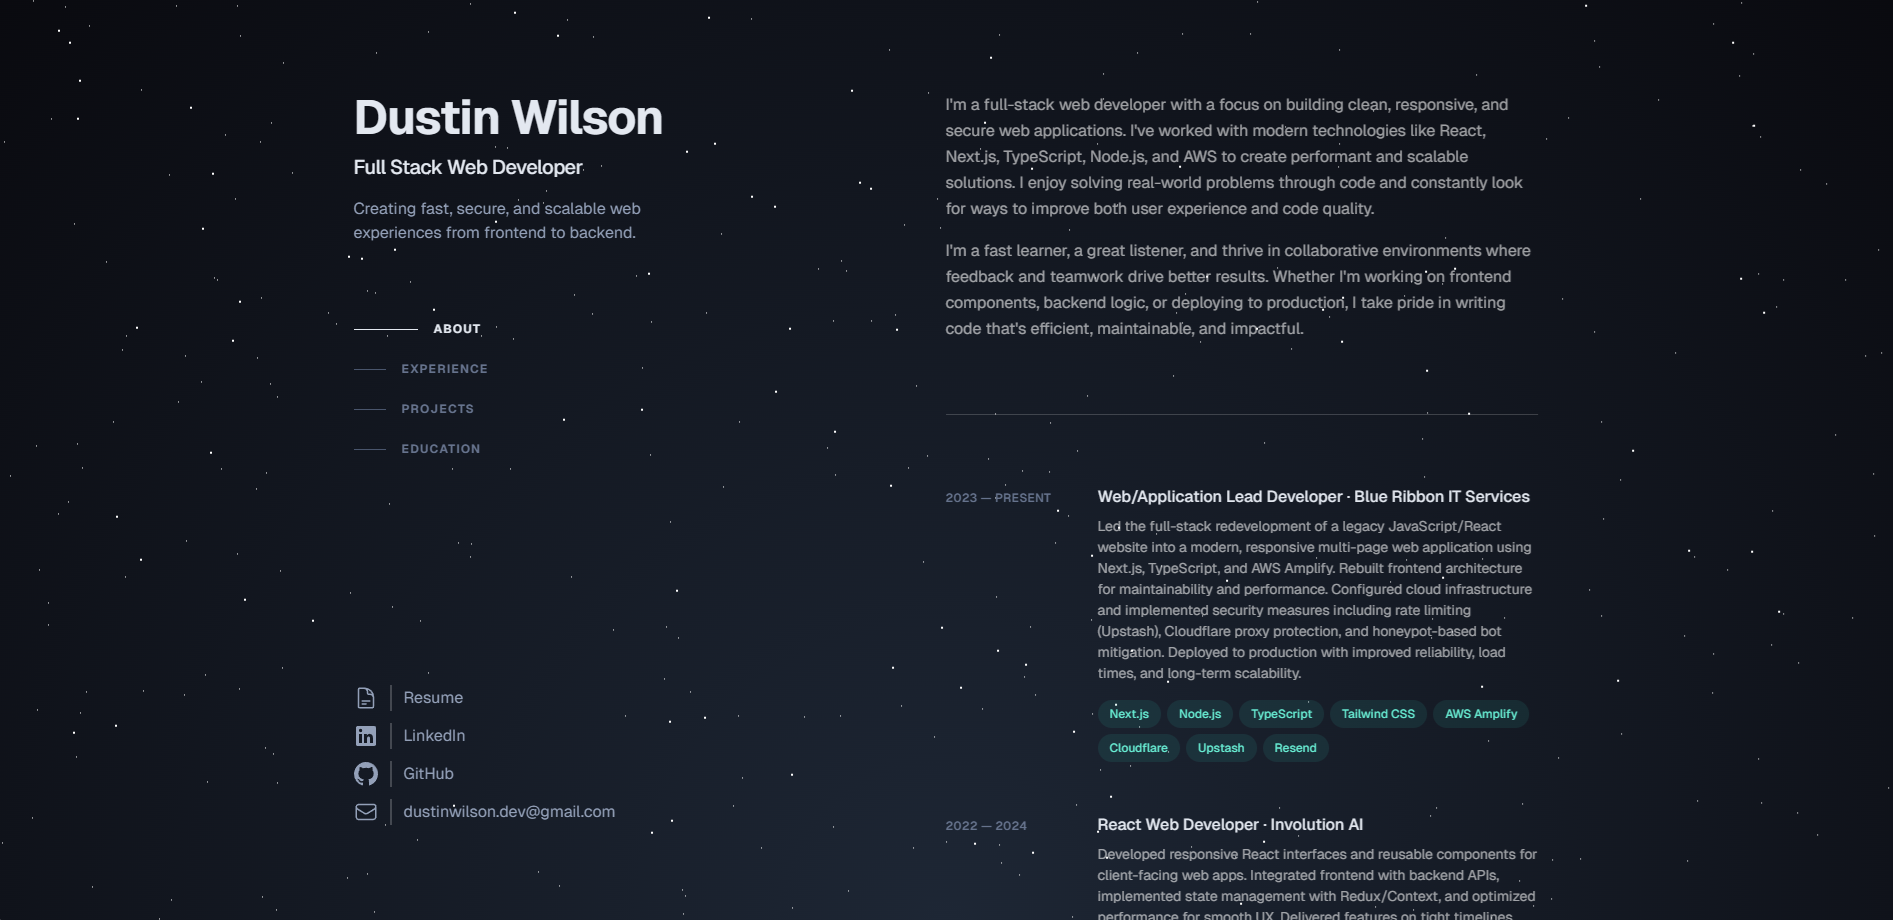 Dustin Wilson
Full Stack Web Developer
Creating fast, secure, and scalable web
experiences from frontend to backend.
ABOUT
EXPERIENCE
PROJECTS
EDUCATION
Resume
LinkedIn
GitHub
dustinwilson.dev@gmail.com
I'm a full-stack web developer with a focus on building clean, responsive, and
secure web applications. I've worked with modern technologies like React,
Next.js, TypeScript, Node.js, and AWS to create performant and scalable
solutions. I enjoy solving real-world problems through code and constantly look
for ways to improve both user experience and code quality.
I'm a fast learner, a great listener, and thrive in collaborative environments where
feedback and teamwork drive better results. Whether I'm working on frontend
components, backend logic, or deploying to production, I take pride in writing
code that's efficient, maintainable, and impactful.
2023 — PRESENT
Web/Application Lead Developer · Blue Ribbon IT Services
Led the full-stack redevelopment of a legacy JavaScript/React
website into a modern, responsive multi-page web application using
Next.js, TypeScript, and AWS Amplify. Rebuilt frontend architecture
for maintainability and performance. Configured cloud infrastructure
and implemented security measures including rate limiting
(Upstash), Cloudflare proxy protection, and honeypot-based bot
mitigation. Deployed to production with improved reliability, load
times, and long-term scalability.
Next.js Node.js TypeScript Tailwind CSS AWS Amplify
Cloudflare Upstash Resend
2022 — 2024
React Web Developer · Involution AI
Developed responsive React interfaces and reusable components for
client-facing web apps. Integrated frontend with backend APIs,
implemented state management with Redux/Context, and optimized
performance for smooth UX. Delivered features on tight timelines